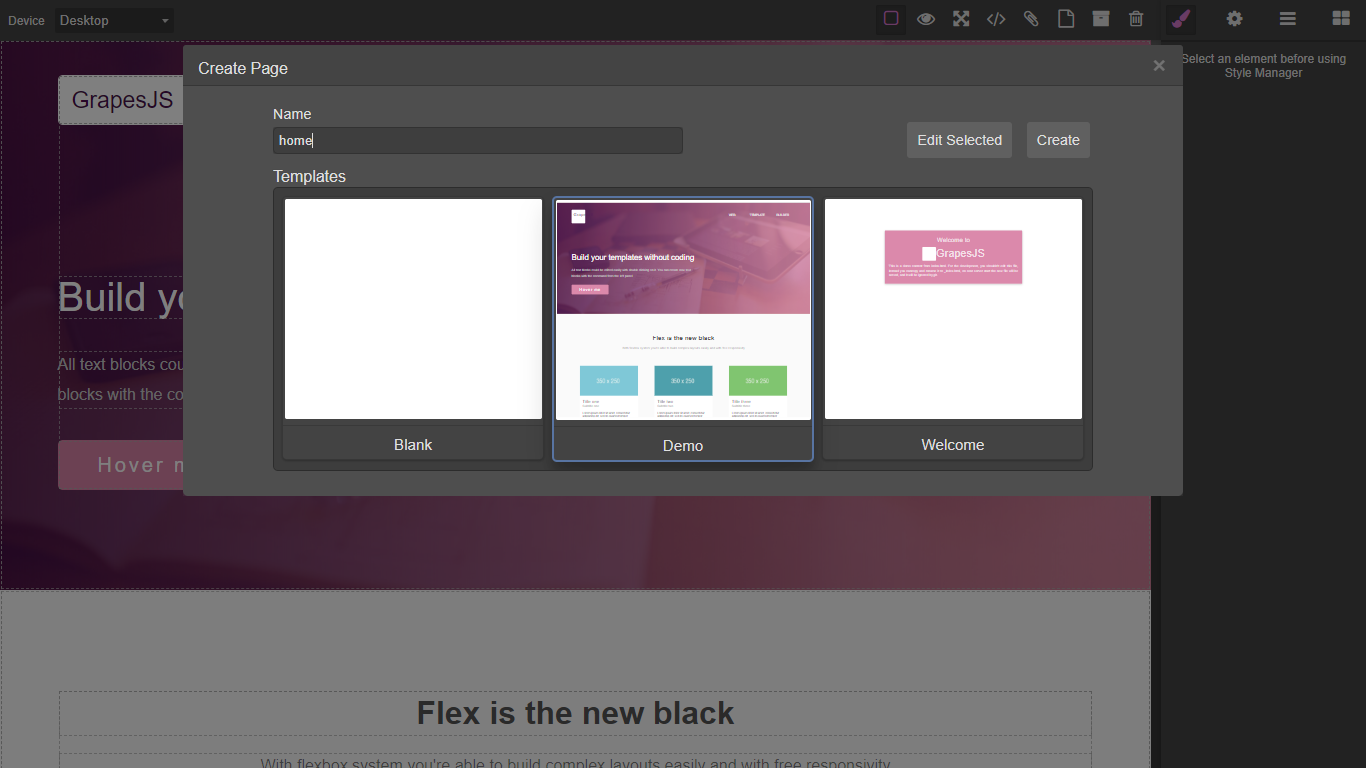 Device
Desktop
Create Page
×
Select an element before using
Style Manager
GrapesJS
Name
home
Edit Selected
Create
Templates
Build your templates without coding
Hover me
Flex is the new black
350 x 250
350 x 250
350 x 250
Welcome to
GrapesJS
Blank
Demo
Welcome
Build yo
All text blocks cou
blocks with the co
Hover m
Flex is the new black
With flexbox system you're able to build complex layouts easily and with free responsivity